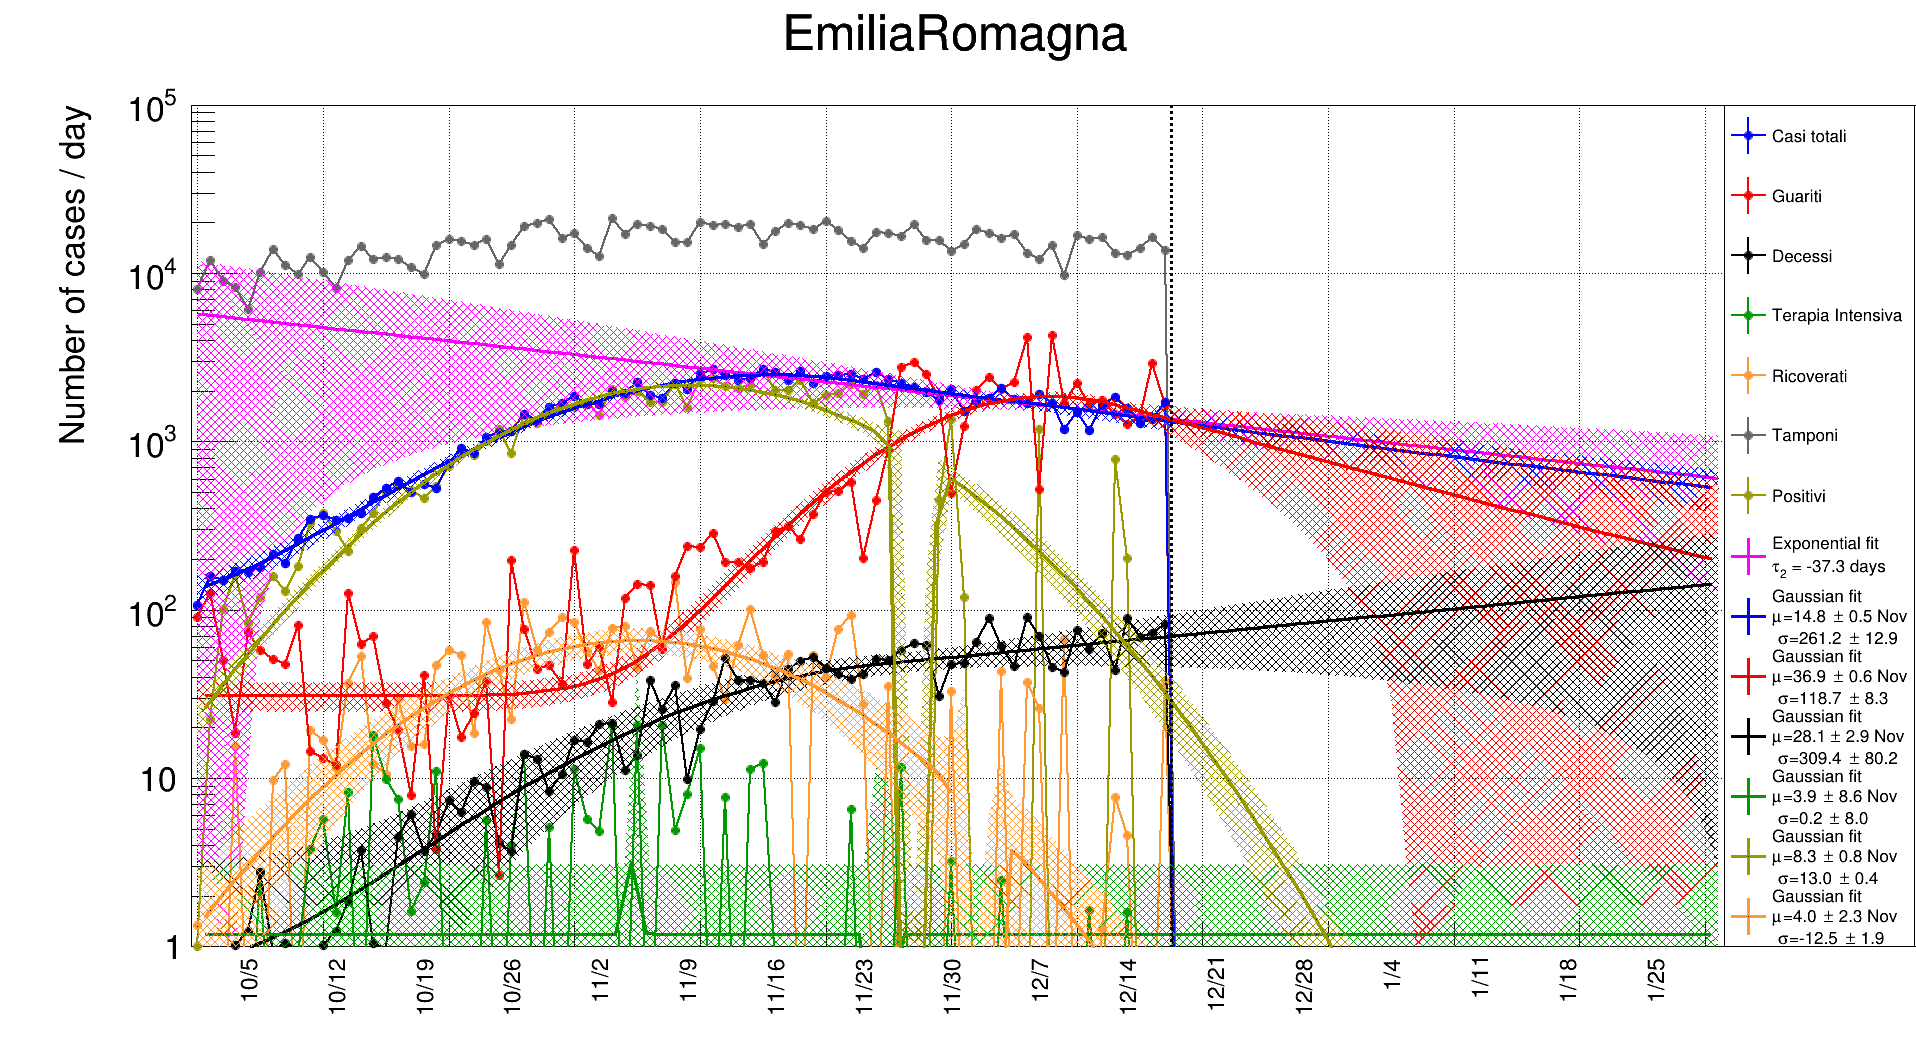 EmiliaRomagna
Number of cases / day
10^5
10^4
10^3
10^2
10
1
10/5
10/12
10/19
10/26
11/2
11/9
11/16
11/23
11/30
12/7
12/14
12/21
12/28
1/4
1/11
1/18
1/25
Casi totali
Guariti
Decessi
Terapia Intensiva
Ricoverati
Tamponi
Positivi
Exponential fit
τ_2 = -37.3 days
Gaussian fit
μ=14.8 ± 0.5 Nov
σ=261.2 ± 12.9
Gaussian fit
μ=36.9 ± 0.6 Nov
σ=118.7 ± 8.3
Gaussian fit
μ=28.1 ± 2.9 Nov
σ=309.4 ± 80.2
Gaussian fit
μ=3.9 ± 8.6 Nov
σ=0.2 ± 8.0
Gaussian fit
μ=8.3 ± 0.8 Nov
σ=13.0 ± 0.4
Gaussian fit
μ=4.0 ± 2.3 Nov
σ=-12.5 ± 1.9